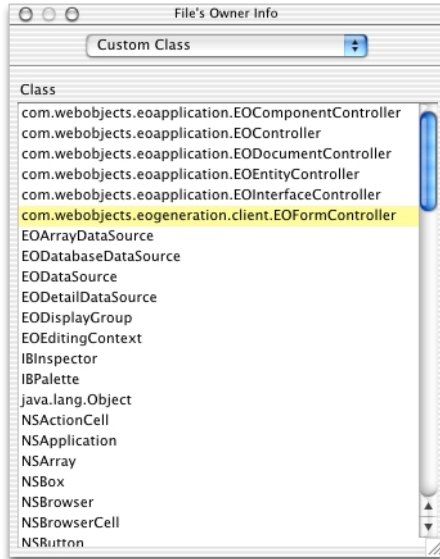 File's Owner Info
Custom Class
Class
com.webobjects.eoapplication.EOComponentController
com.webobjects.eoapplication.EOController
com.webobjects.eoapplication.EODocumentController
com.webobjects.eoapplication.EOEntityController
com.webobjects.eoapplication.EOInterfaceController
com.webobjects.eogeneration.client.EOFormController
EOArrayDataSource
EODatabaseDataSource
EODataSource
EODetailDataSource
EODisplayGroup
EOEditingContext
IBInspector
IBPalette
java.lang.Object
NSActionCell
NSApplication
NSArray
NSBox
NSBrowser
NSBrowserCell
NSButton